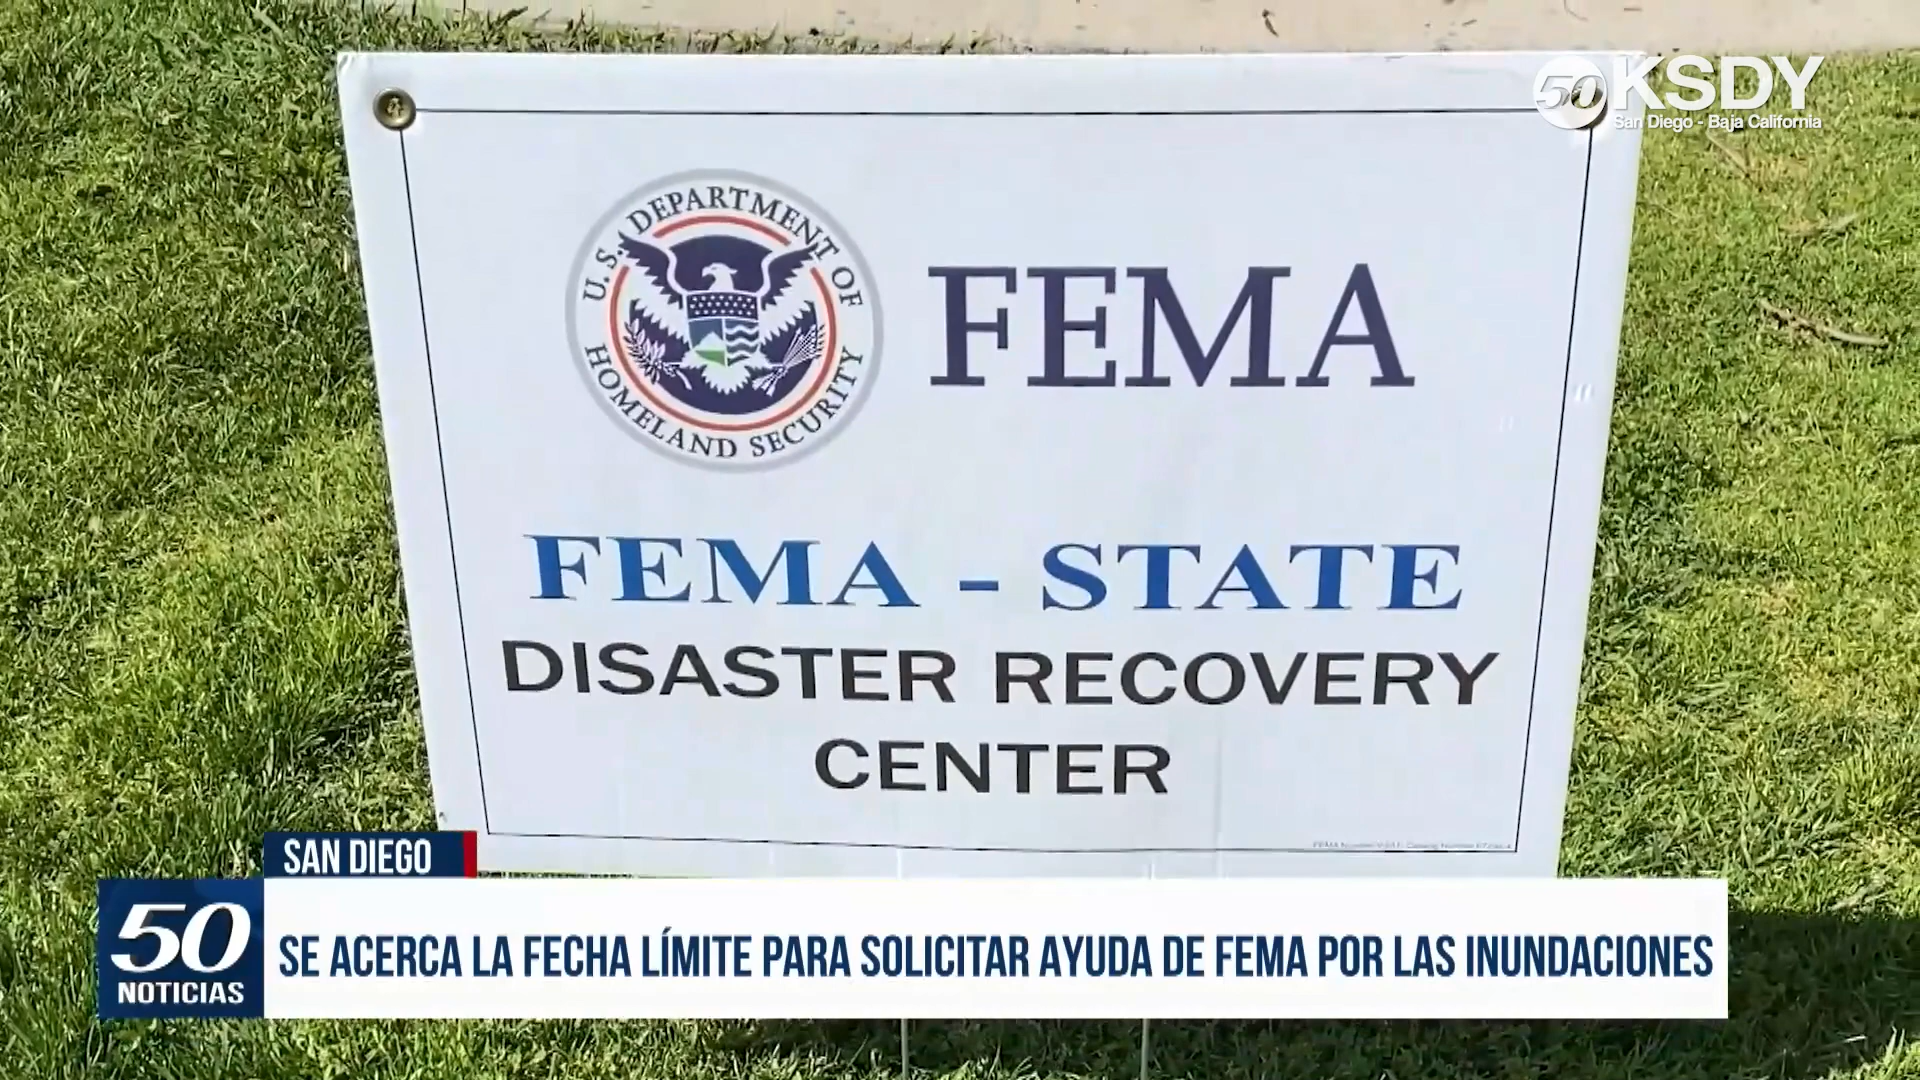 50 KSDY
San Diego - Baja California
U.S. DEPARTMENT OF
HOMELAND SECURITY
FEMA
FEMA - STATE
DISASTER RECOVERY
CENTER
SAN DIEGO
50
NOTICIAS
SE ACERCA LA FECHA LÍMITE PARA SOLICITAR AYUDA DE FEMA POR LAS INUNDACIONES